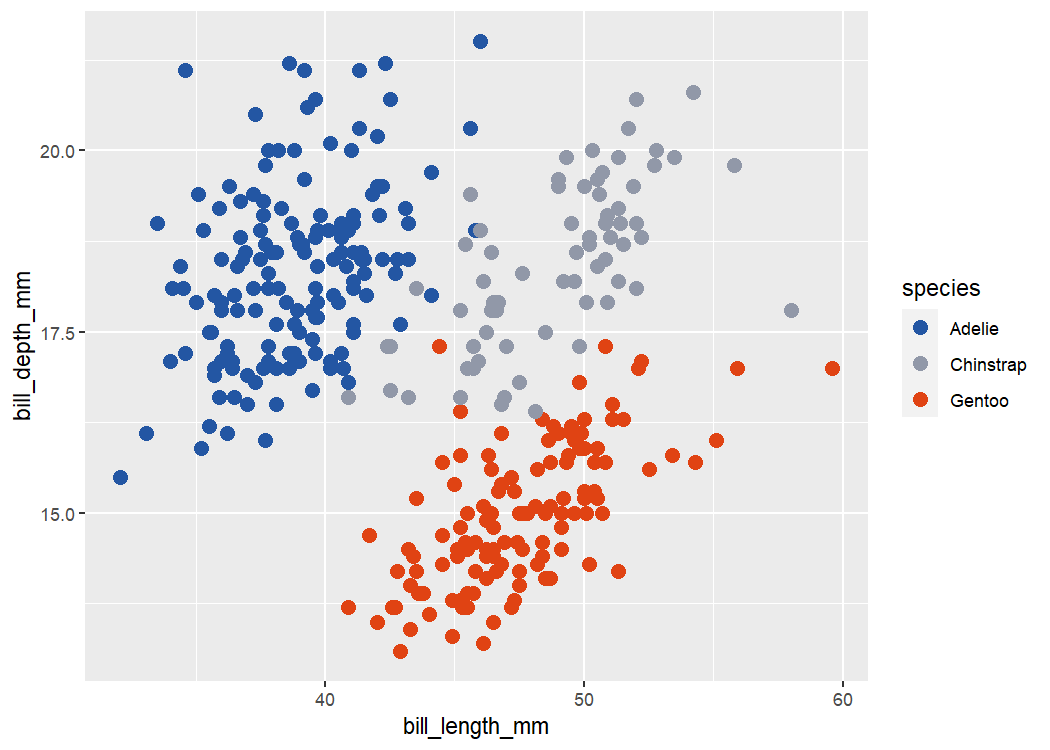 20.0
17.5
15.0
bill_depth_mm
40
50
60
bill_length_mm
species
Adelie
Chinstrap
Gentoo